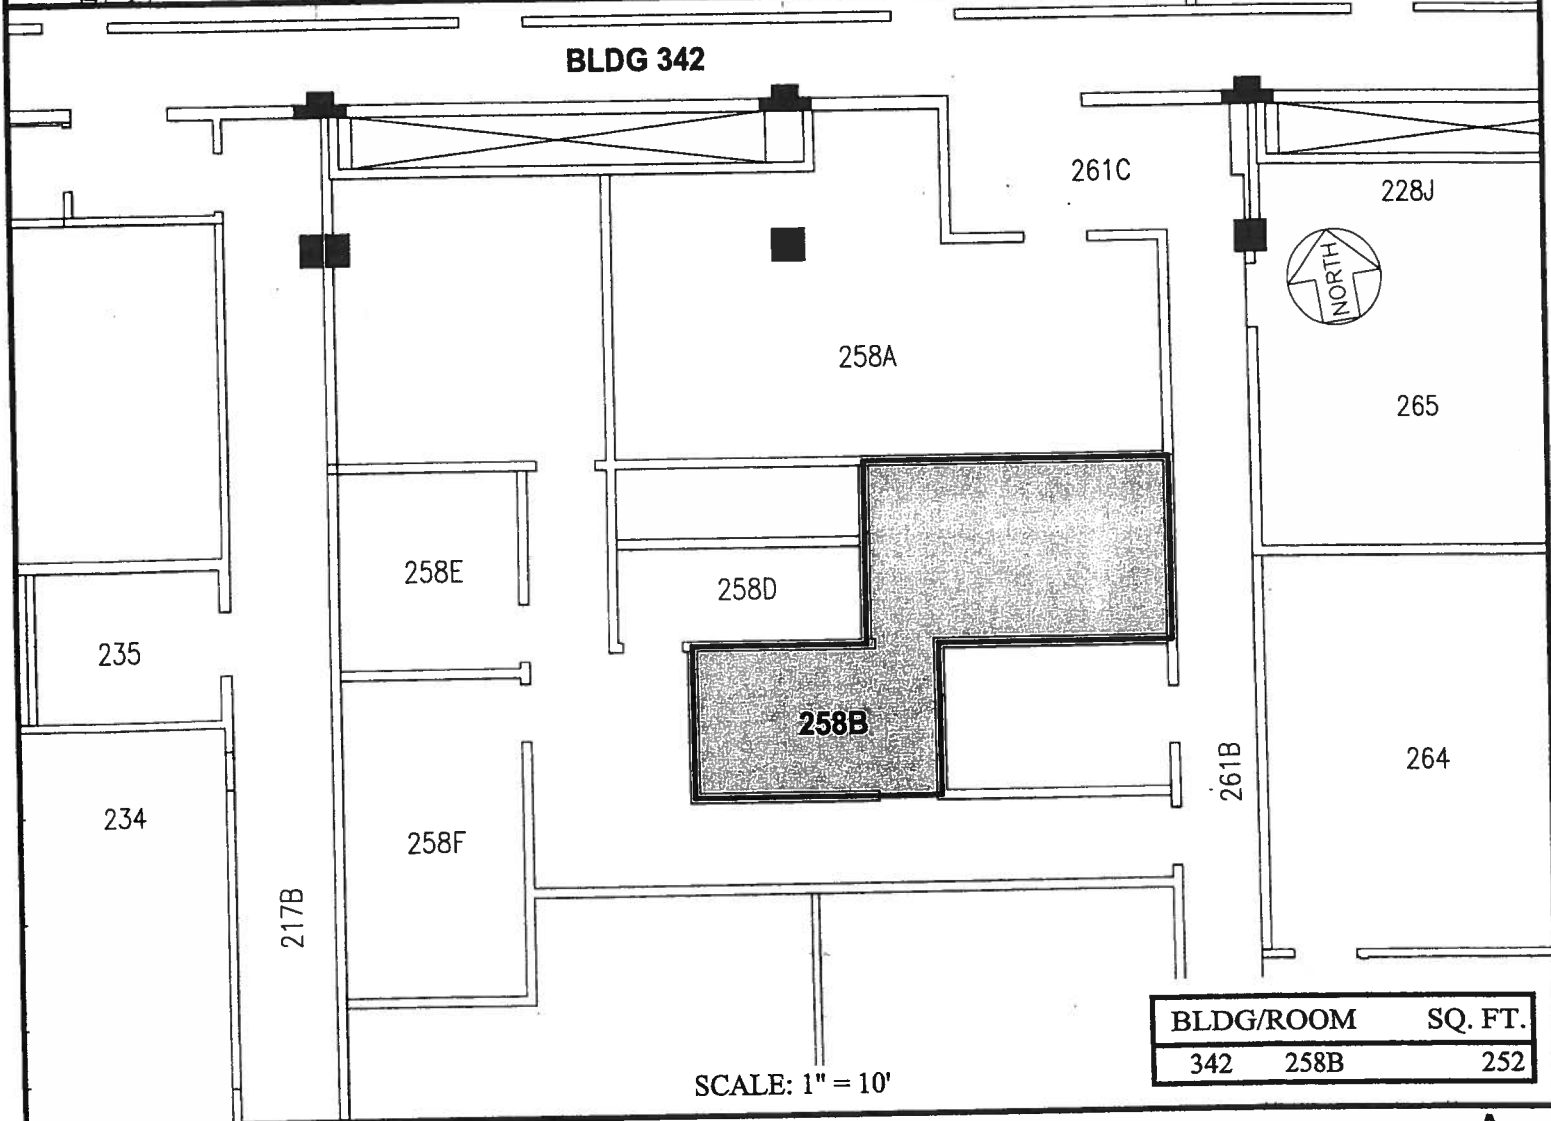 BLDG 342
261C
228J
NORTH
258A
265
258E
258D
235
258B
261B
264
234
258F
217B
BLDG/ROOM SQ. FT.
342 258B 252
SCALE: 1" = 10'